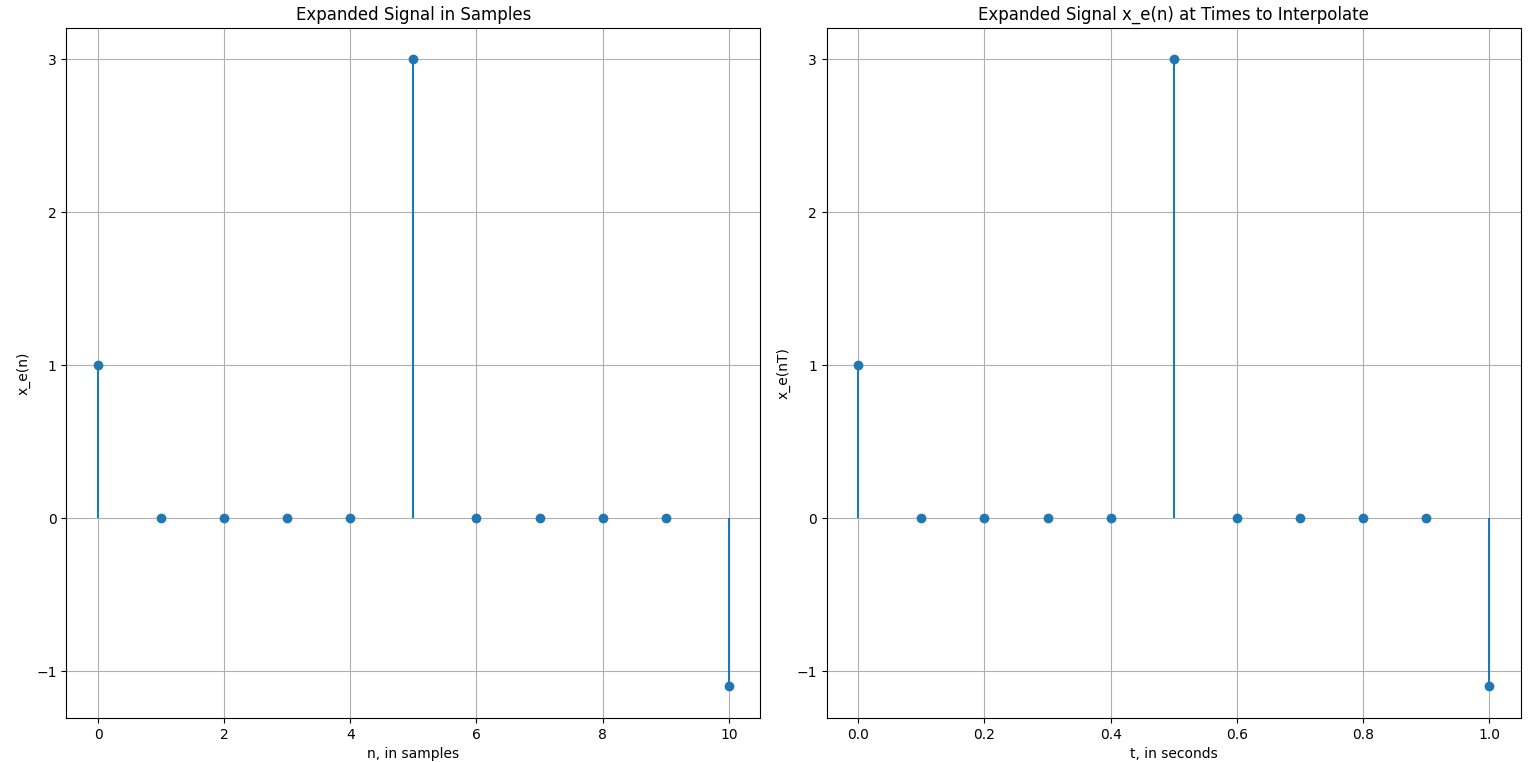 Expanded Signal in Samples
3
2
1
0
−1
x_e(n)
0 2 4 6 8 10
n, in samples
Expanded Signal x_e(n) at Times to Interpolate
3
2
1
0
−1
x_e(nT)
0.0 0.2 0.4 0.6 0.8 1.0
t, in seconds